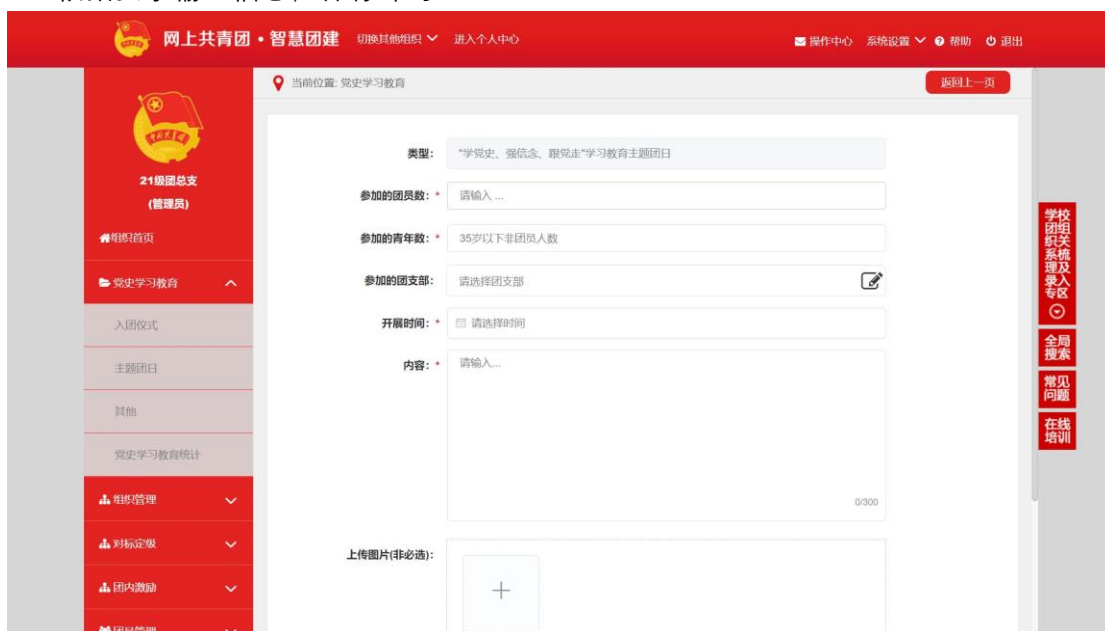 网上共青团·智慧团建 切换其他组织 进入个人中心 操作中心 系统设置 帮助 退出
当前位置: 党史学习教育 返回上一页
21级团总支
(管理员)
组织首页
党史学习教育
入团仪式
主题团日
其他
党史学习教育统计
组织管理
对标定级
团内激励
团员管理
类型: "学党史、强信念、跟党走"学习教育主题团日
参加的团员数: * 请输入 ...
参加的青年数: * 35岁以下非团员人数
参加的团支部: 请选择团支部
开展时间: * 请选择时间
内容: * 请输入...
0/300
上传图片(非必选):
学校
团组
织关
系梳
理及
录入
专区
全局
搜索
常见
问题
在线
培训